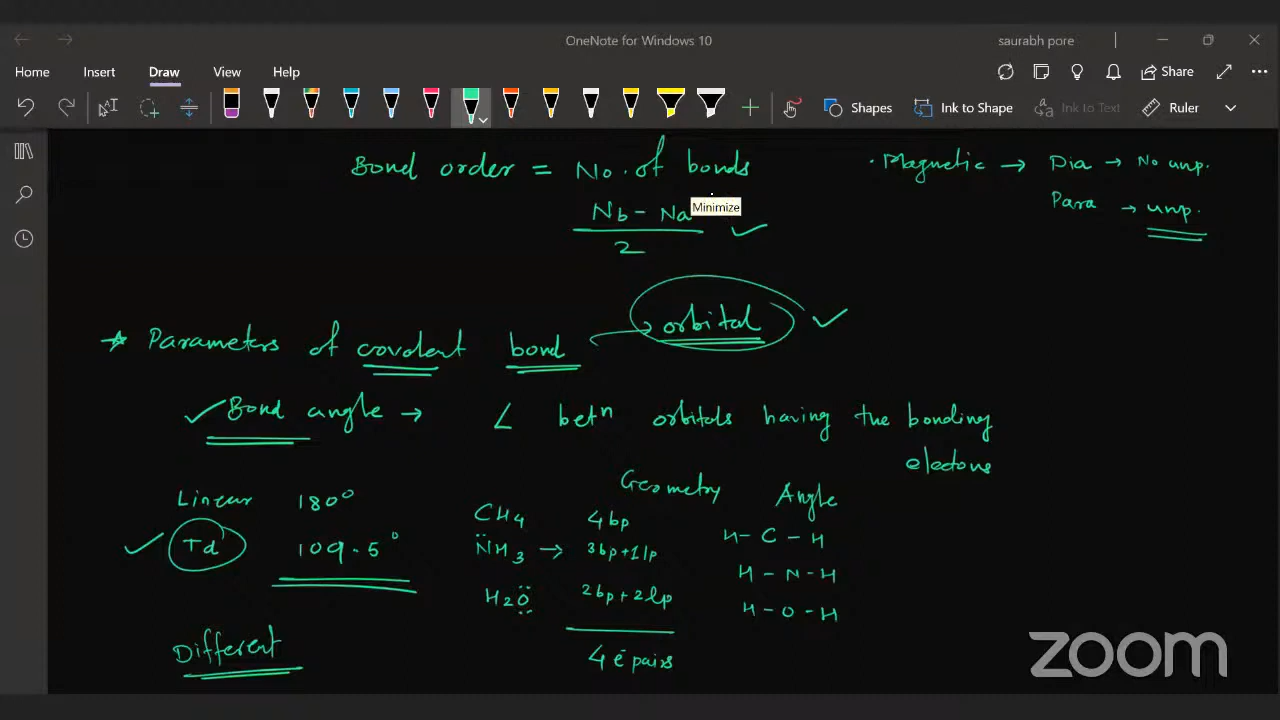 OneNote for Windows 10
saurabh pore
Home Insert Draw View Help
Share
Shapes Ink to Shape Ink to Text Ruler
Bond order = No. of bonds
Nb - Na
2
Minimize
. Magnetic → Dia → No unp.
Para → unp.
* Parameters of covalent bond → orbital ✓
✓ Bond angle → ∠ betⁿ orbitals having the bonding
electons
Linear 180°
✓ Td 109.5°
Different
Geometry Angle
CH4 4bp H - C - H
NH3 → 3bp+1lp H - N - H
H2O 2bp+2lp H - O - H
4 e̅ pairs
zoom